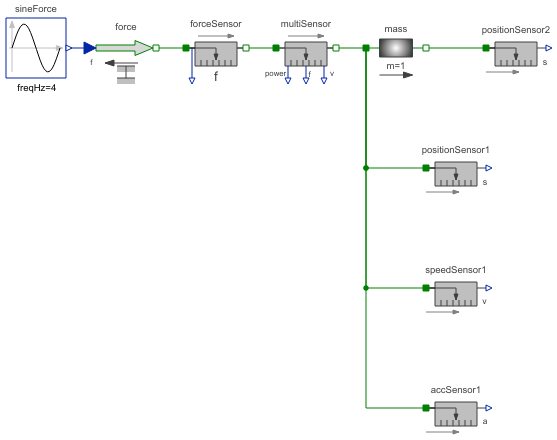 sineForce
freqHz=4
force
f
forceSensor
f
multiSensor
power
f
v
mass
m=1
positionSensor2
s
positionSensor1
s
speedSensor1
v
accSensor1
a